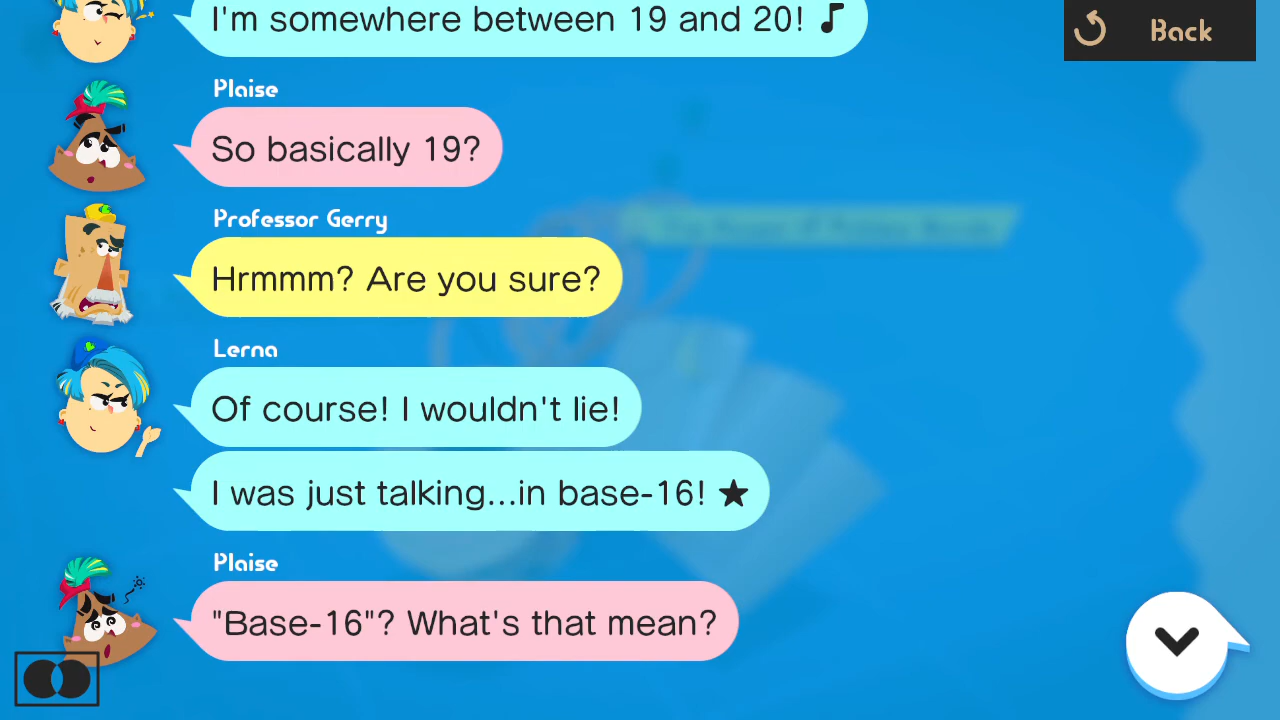 I'm somewhere between 19 and 20! ♪
Back
Plaise
So basically 19?
Professor Gerry
Hrmmm? Are you sure?
Lerna
Of course! I wouldn't lie!
I was just talking...in base-16! ★
Plaise
"Base-16"? What's that mean?